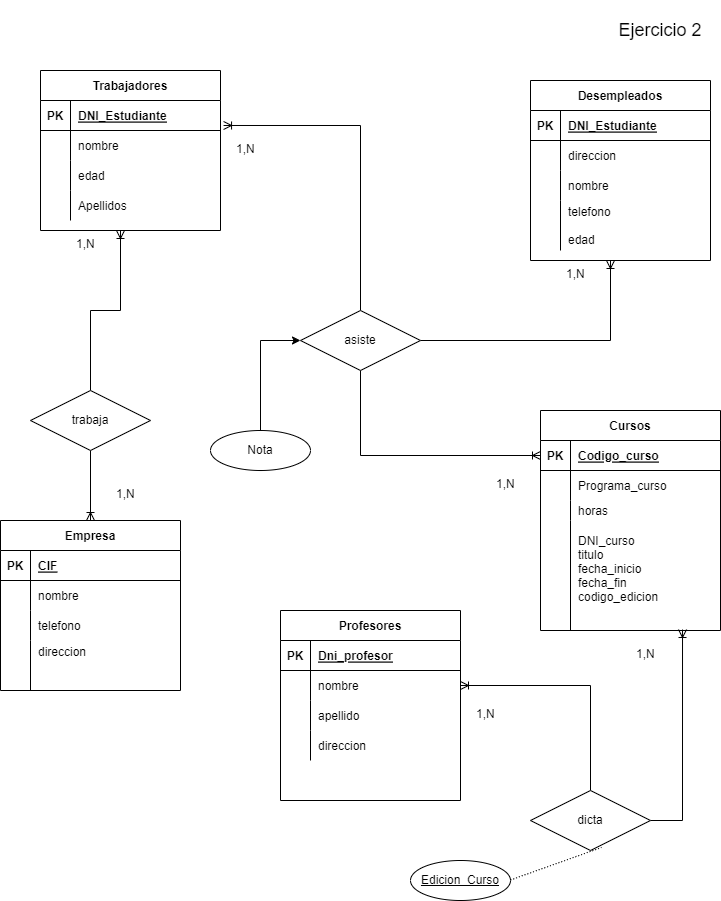 Ejercicio 2
Trabajadores
PK DNI_Estudiante
nombre
edad
Apellidos
1,N
1,N
Desempleados
PK DNI_Estudiante
direccion
nombre
telefono
edad
1,N
asiste
Nota
trabaja
1,N
Cursos
PK Codigo_curso
Programa_curso
horas
DNI_curso
titulo
fecha_inicio
fecha_fin
codigo_edicion
1,N
1,N
Empresa
PK CIF
nombre
telefono
direccion
Profesores
PK Dni_profesor
nombre
apellido
direccion
1,N
dicta
Edicion_Curso